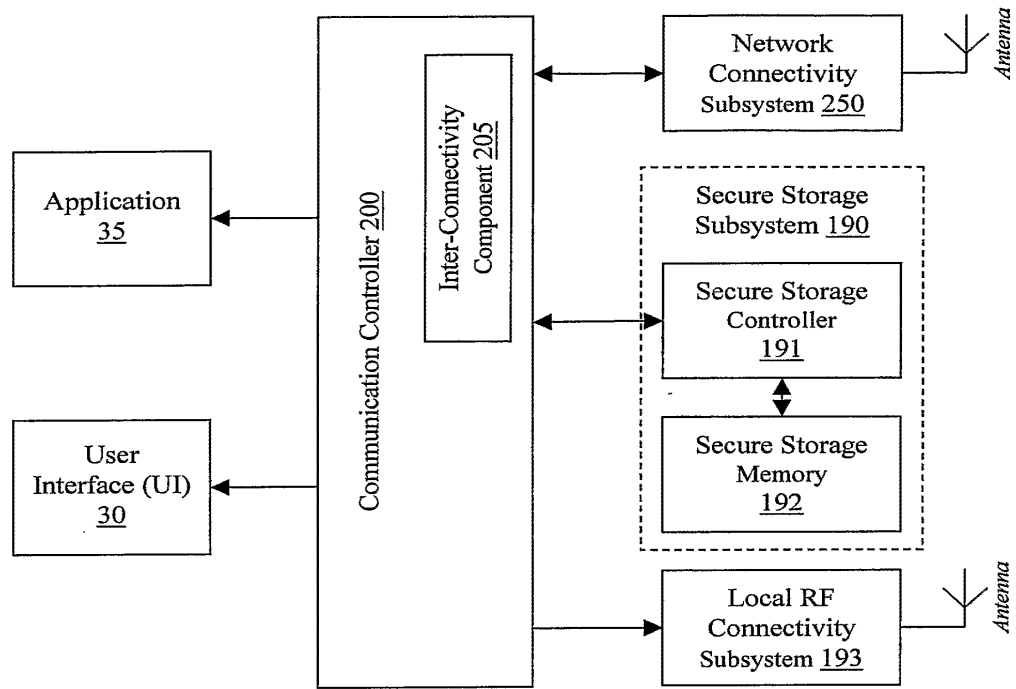 Application
35
User
Interface (UI)
30
Communication Controller 200
Inter-Connectivity
Component 205
Network
Connectivity
Subsystem 250
Antenna
Secure Storage
Subsystem 190
Secure Storage
Controller
191
Secure Storage
Memory
192
Local RF
Connectivity
Subsystem 193
Antenna